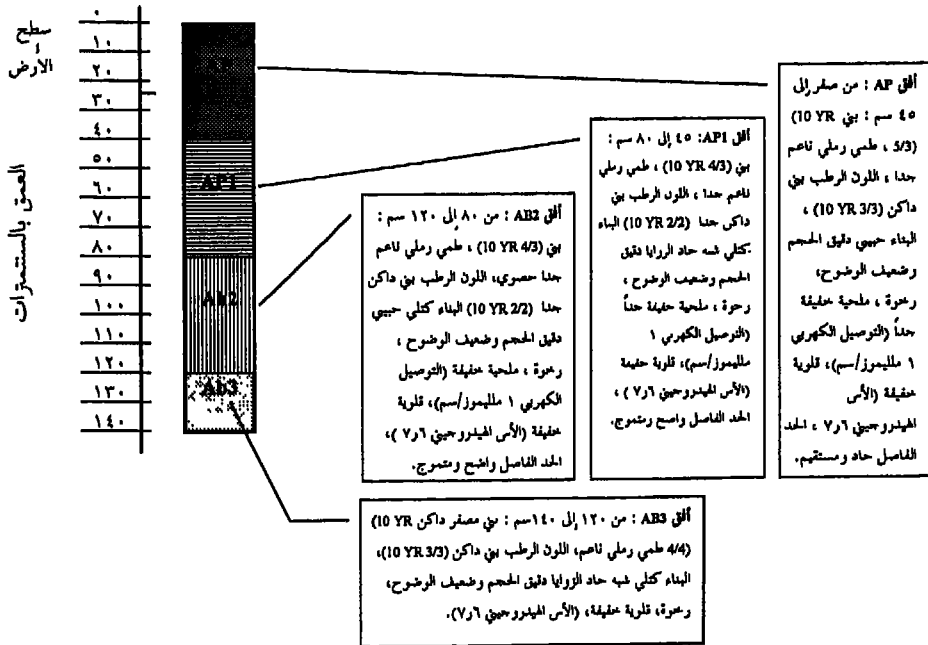 سطح
الارض
العمق بالسنتمترات
٠
١٠
٢٠
٣٠
٤٠
٥٠
٦٠
٧٠
٨٠
٩٠
١٠٠
١١٠
١٢٠
١٣٠
١٤٠
AP1
Ab2
Ab3
أفق AP : من صفر إلى
٤٥ سم : بني (10 YR
5/3) ، طمي رملي ناعم
جدا ، اللون الرطب بني
داكن (10 YR 3/3) ،
البناء حبيبي دقيق الحجم
وضعيف الوضوح،
رخوة ، ملحية خفيفة
جداً (التوصيل الكهربي
١ ملليموز/سم)، قلوية
خفيفة (الأس
الهيدروجيني ٦ر٧ ، الحد
الفاصل حاد ومستقيم.
أفق AP1: ٤٥ إلى ٨٠ سم :
بني (10 YR 4/3) ، طمي رملي
ناعم جدا ، اللون الرطب بني
داكن جدا (10 YR 2/2) البناء
كتلي شبه حاد الزوايا دقيق
الحجم وضعيف الوضوح ،
رخوة ، ملحية خفيفة جداً
(التوصيل الكهربي ١
ملليموز/سم)، قلوية خفيفة
(الأس الهيدروجيني ٦ر٧ ) ،
الحد الفاصل واضح ومتموج.
أفق AB2 : من ٨٠ إلى ١٢٠ سم :
بني (10 YR 4/3) ، طمي رملي ناعم
جدا حصوي، اللون الرطب بني داكن
جدا (10 YR 2/2) البناء كتلي حبيبي
دقيق الحجم وضعيف الوضوح ،
رخوة ، ملحية خفيفة (التوصيل
الكهربي ١ ملليموز/سم)، قلوية
خفيفة (الأس الهيدروجيني ٦ر٧ )،
الحد الفاصل واضح ومتموج.
أفق AB3 : من ١٢٠ إلى ١٤٠سم : بني مصفر داكن (10 YR
4/4) طمي رملي ناعم، اللون الرطب بني داكن (10 YR 3/3)،
البناء كتلي شبه حاد الزوايا دقيق الحجم وضعيف الوضوح،
رخوة، قلوية خفيفة، (الأس الهيدروجيني ٦ر٧).